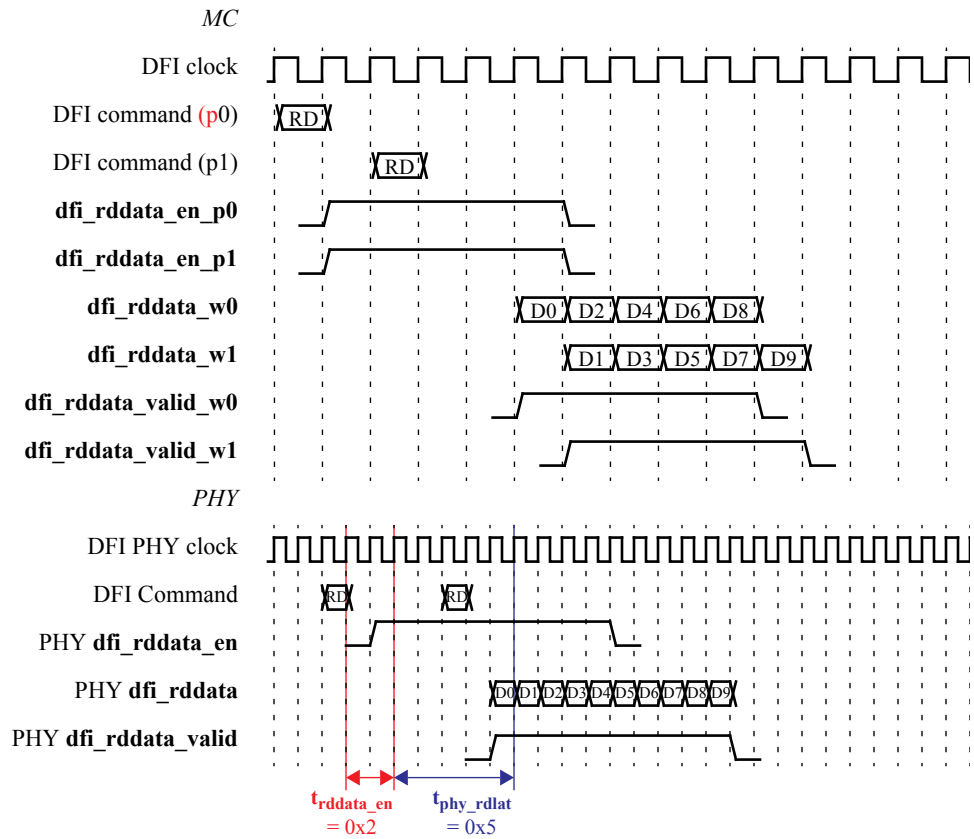 MC
DFI clock
DFI command (p0)
RD
DFI command (p1)
RD
dfi_rddata_en_p0
dfi_rddata_en_p1
dfi_rddata_w0
D0 D2 D4 D6 D8
dfi_rddata_w1
D1 D3 D5 D7 D9
dfi_rddata_valid_w0
dfi_rddata_valid_w1
PHY
DFI PHY clock
DFI Command
RD RD
PHY dfi_rddata_en
PHY dfi_rddata
D0 D1 D2 D3 D4 D5 D6 D7 D8 D9
PHY dfi_rddata_valid
trddata_en tphy_rdlat
= 0x2 = 0x5